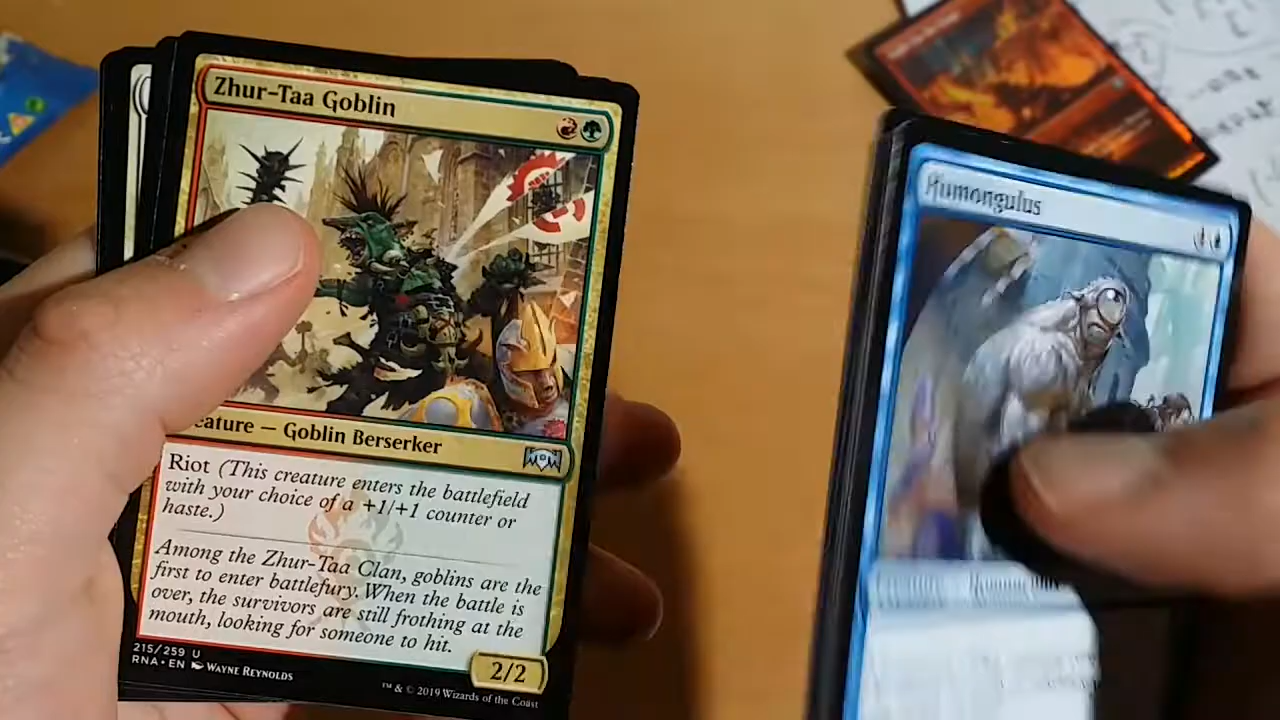 Zhur-Taa Goblin
eature — Goblin Berserker
Riot (This creature enters the battlefield
with your choice of a +1/+1 counter or
haste.)
Among the Zhur-Taa Clan, goblins are the
first to enter battlefury. When the battle is
over, the survivors are still frothing at the
mouth, looking for someone to hit.
215/259 U
RNA • EN WAYNE REYNOLDS
2/2
™ & © 2019 Wizards of the Coast
Humongulus